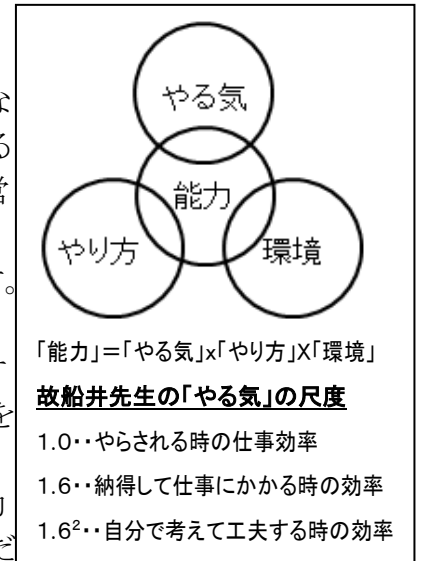 やる気
能力
やり方
環境
「能力」=「やる気」x「やり方」X「環境」
故船井先生の「やる気」の尺度
1.0・・やらされる時の仕事効率
1.6・・納得して仕事にかかる時の効率
1.6²・・自分で考えて工夫する時の効率